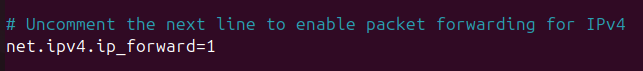 # Uncomment the next line to enable packet forwarding for IPv4
net.ipv4.ip_forward=1